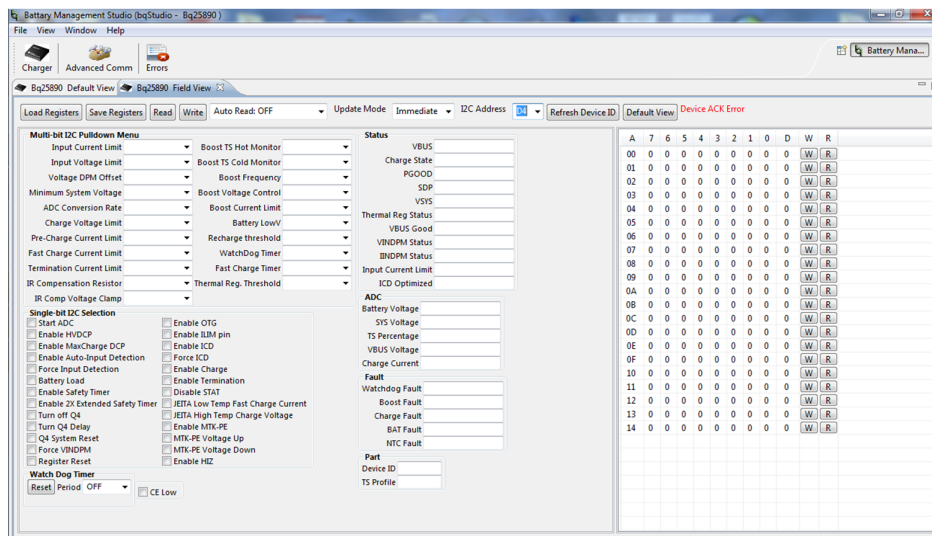 Battary Management Studio (bqStudio - Bq25890 )
File View Window Help
Charger Advanced Comm Errors
Battery Mana...
Bq25890 Default View Bq25890 Field View
Load Registers Save Registers Read Write Auto Read: OFF Update Mode Immediate I2C Address D4 Refresh Device ID Default View Device ACK Error
Multi-bit I2C Pulldown Menu
Input Current Limit Boost TS Hot Monitor
Input Voltage Limit Boost TS Cold Monitor
Voltage DPM Offset Boost Frequency
Minimum System Voltage Boost Voltage Control
ADC Conversion Rate Boost Current Limit
Charge Voltage Limit Battery LowV
Pre-Charge Current Limit Recharge threshold
Fast Charge Current Limit WatchDog Timer
Termination Current Limit Fast Charge Timer
IR Compensation Resistor Thermal Reg. Threshold
IR Comp Voltage Clamp
Single-bit I2C Selection
Start ADC Enable OTG
Enable HVDCP Enable ILIM pin
Enable MaxCharge DCP Enable ICD
Enable Auto-Input Detection Force ICD
Force Input Detection Enable Charge
Battery Load Enable Termination
Enable Safety Timer Disable STAT
Enable 2X Extended Safety Timer JEITA Low Temp Fast Charge Current
Turn off Q4 JEITA High Temp Charge Voltage
Turn Q4 Delay Enable MTK-PE
Q4 System Reset MTK-PE Voltage Up
Force VINDPM MTK-PE Voltage Down
Register Reset Enable HIZ
Watch Dog Timer
Reset Period OFF CE Low
Status
VBUS
Charge State
PGOOD
SDP
VSYS
Thermal Reg Status
VBUS Good
VINDPM Status
IINDPM Status
Input Current Limit
ICD Optimized
ADC
Battery Voltage
SYS Voltage
TS Percentage
VBUS Voltage
Charge Current
Fault
Watchdog Fault
Boost Fault
Charge Fault
BAT Fault
NTC Fault
Part
Device ID
TS Profile
A 7 6 5 4 3 2 1 0 D W R
00 0 0 0 0 0 0 0 0 0 W R
01 0 0 0 0 0 0 0 0 0 W R
02 0 0 0 0 0 0 0 0 0 W R
03 0 0 0 0 0 0 0 0 0 W R
04 0 0 0 0 0 0 0 0 0 W R
05 0 0 0 0 0 0 0 0 0 W R
06 0 0 0 0 0 0 0 0 0 W R
07 0 0 0 0 0 0 0 0 0 W R
08 0 0 0 0 0 0 0 0 0 W R
09 0 0 0 0 0 0 0 0 0 W R
0A 0 0 0 0 0 0 0 0 0 W R
0B 0 0 0 0 0 0 0 0 0 W R
0C 0 0 0 0 0 0 0 0 0 W R
0D 0 0 0 0 0 0 0 0 0 W R
0E 0 0 0 0 0 0 0 0 0 W R
0F 0 0 0 0 0 0 0 0 0 W R
10 0 0 0 0 0 0 0 0 0 W R
11 0 0 0 0 0 0 0 0 0 W R
12 0 0 0 0 0 0 0 0 0 W R
13 0 0 0 0 0 0 0 0 0 W R
14 0 0 0 0 0 0 0 0 0 W R